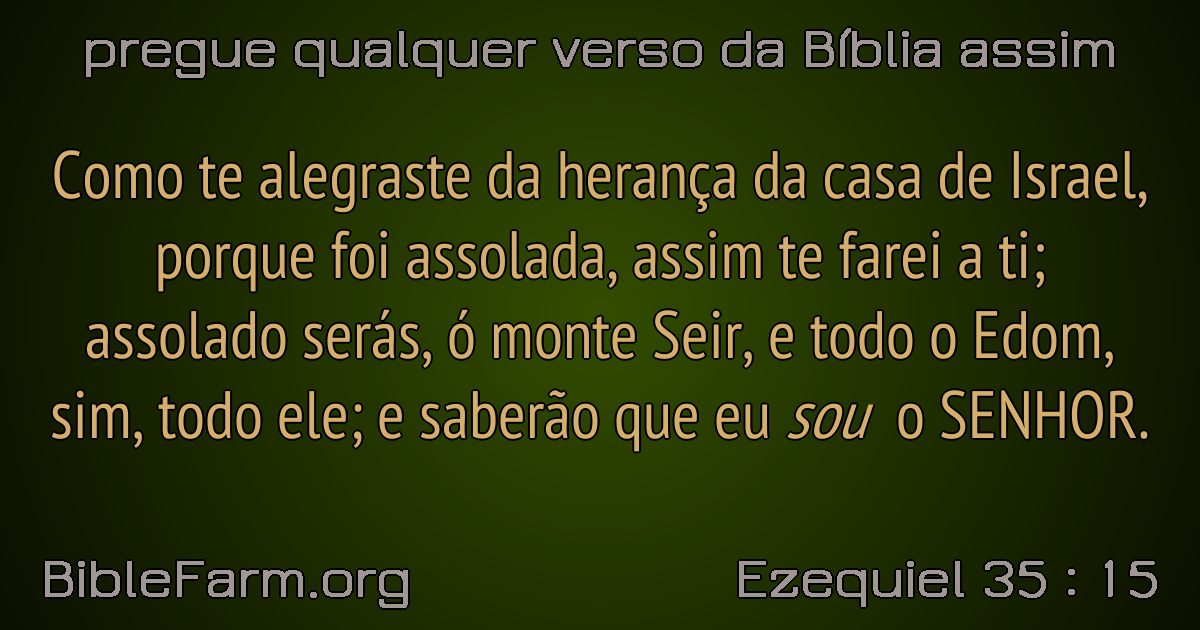 pregue qualquer verso da Bíblia assim
Como te alegraste da herança da casa de Israel,
porque foi assolada, assim te farei a ti;
assolado serás, ó monte Seir, e todo o Edom,
sim, todo ele; e saberão que eu sou o SENHOR.
BibleFarm.org
Ezequiel 35 : 15